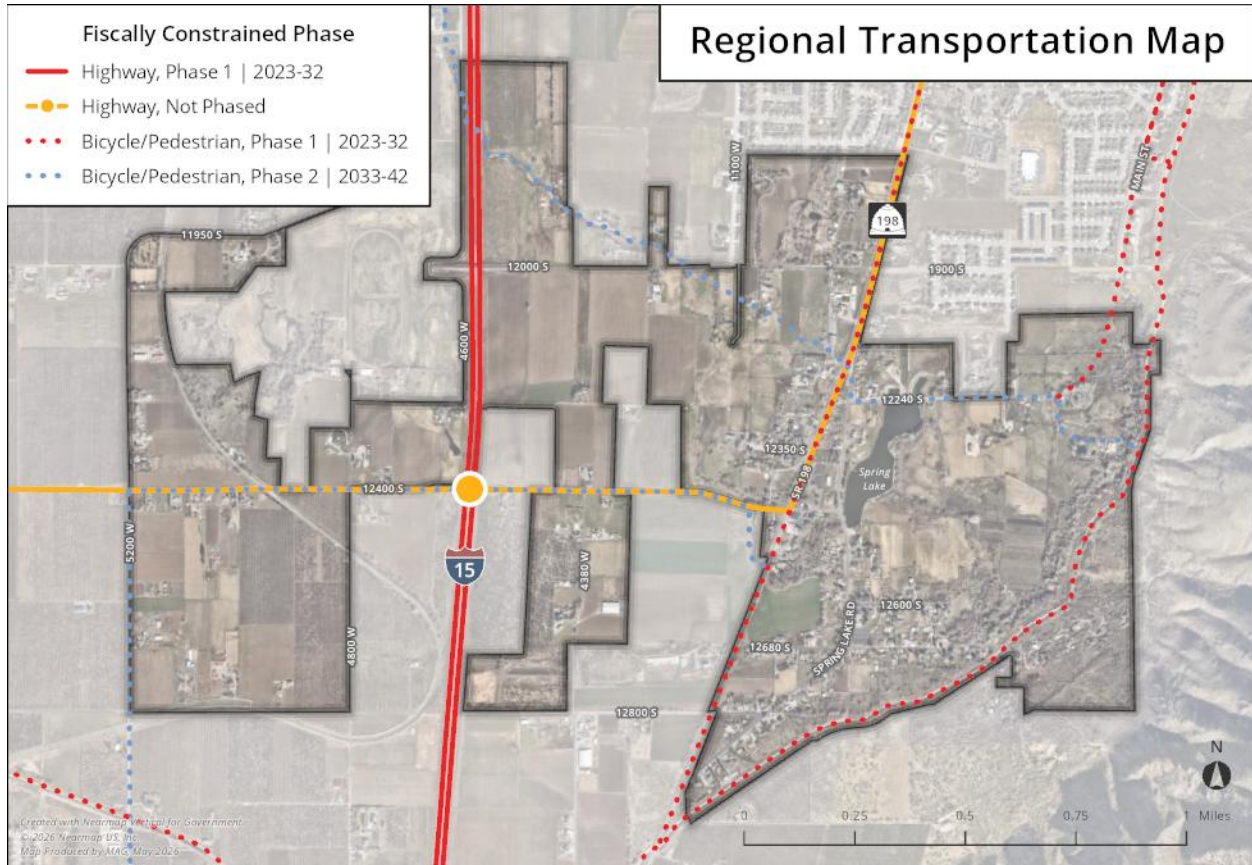 Fiscally Constrained Phase
Highway, Phase 1 | 2023-32
Highway, Not Phased
Bicycle/Pedestrian, Phase 1 | 2023-32
Bicycle/Pedestrian, Phase 2 | 2033-42
Regional Transportation Map
1100 W
MAIN ST
198
11950 S
12000 S
1900 S
4600 W
12240 S
12350 S
SR 198
Spring
Lake
12400 S
5200 W
15
4380 W
12600 S
4800 W
12680 S
SPRING LAKE RD
12800 S
N
0 0.25 0.5 0.75 1 Miles
Created with Nearmap Vertical for Government
© 2026 Nearmap US, Inc.
Map Produced by MAG, May 2026